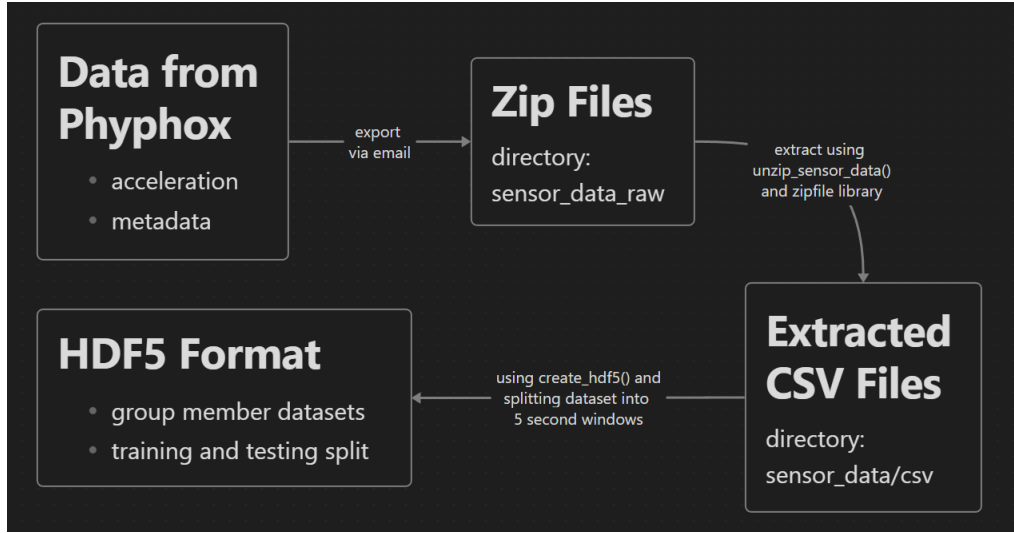 Data from
Phyphox
• acceleration
• metadata
export
via email
Zip Files
directory:
sensor_data_raw
extract using
unzip_sensor_data()
and zipfile library
Extracted
CSV Files
directory:
sensor_data/csv
using create_hdf5() and
splitting dataset into
5 second windows
HDF5 Format
• group member datasets
• training and testing split